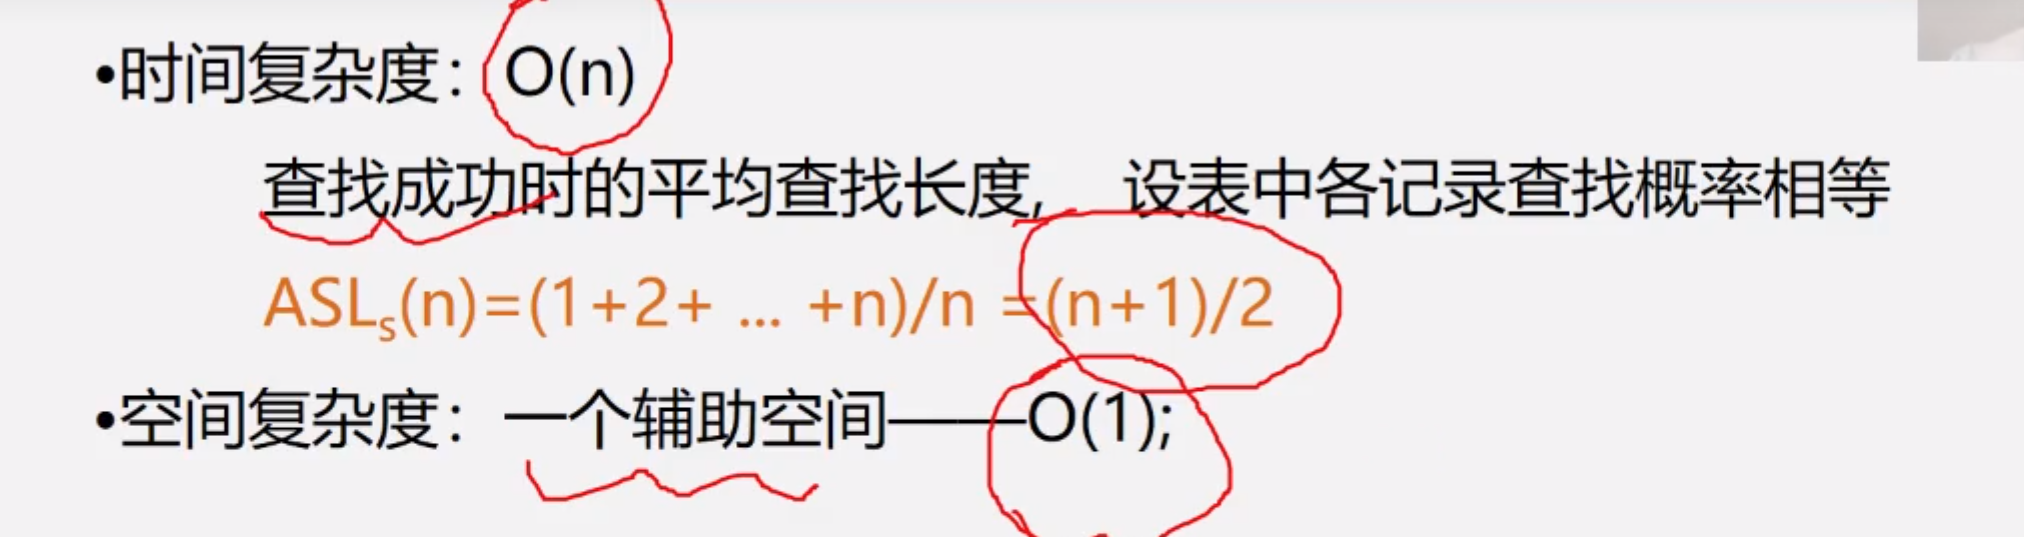 •时间复杂度：O(n)
查找成功时的平均查找长度, 设表中各记录查找概率相等
ASLs(n)=(1+2+ ... +n)/n =(n+1)/2
•空间复杂度：一个辅助空间——O(1);